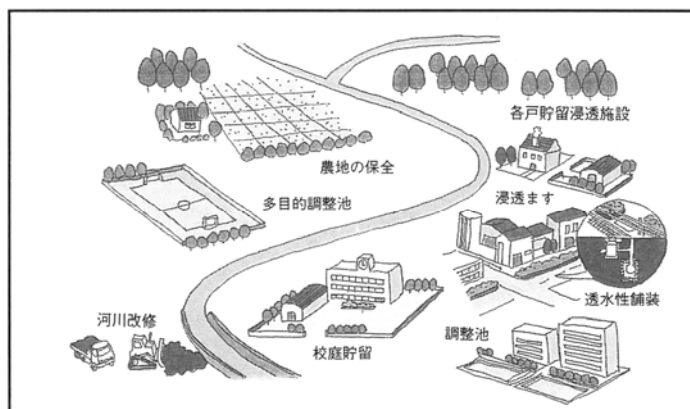 各戸貯留浸透施設
農地の保全
浸透ます
多目的調整池
透水性舗装
河川改修
校庭貯留
調整池